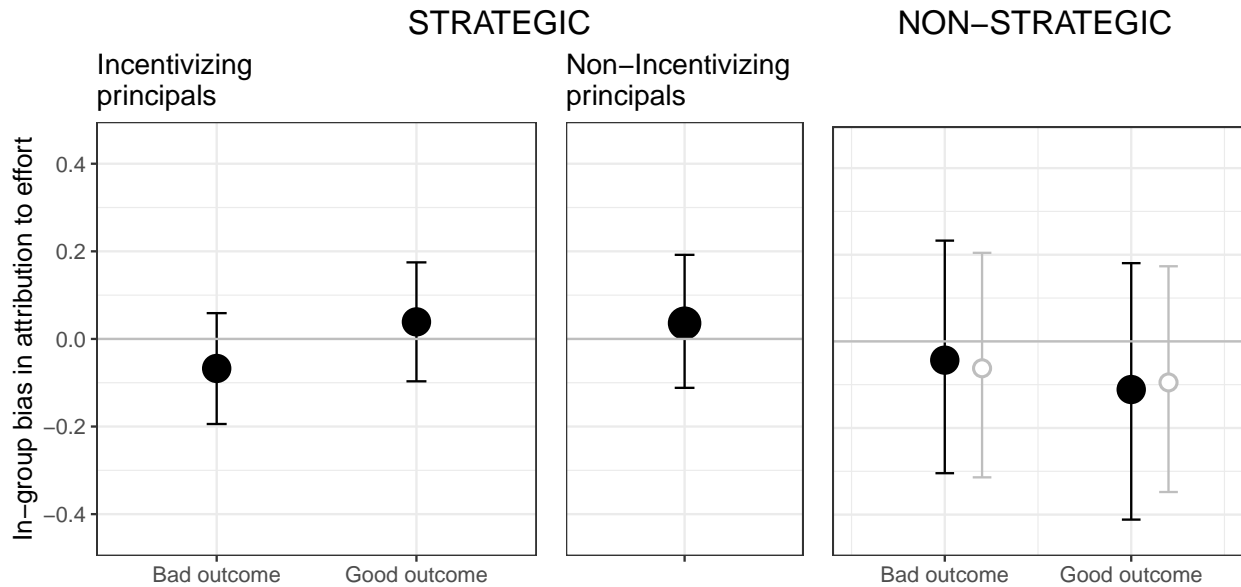 STRATEGIC
NON−STRATEGIC
Incentivizing
principals
Non−Incentivizing
principals
In−group bias in attribution to effort
0.4
0.2
0.0
−0.2
−0.4
Bad outcome
Good outcome
Bad outcome
Good outcome